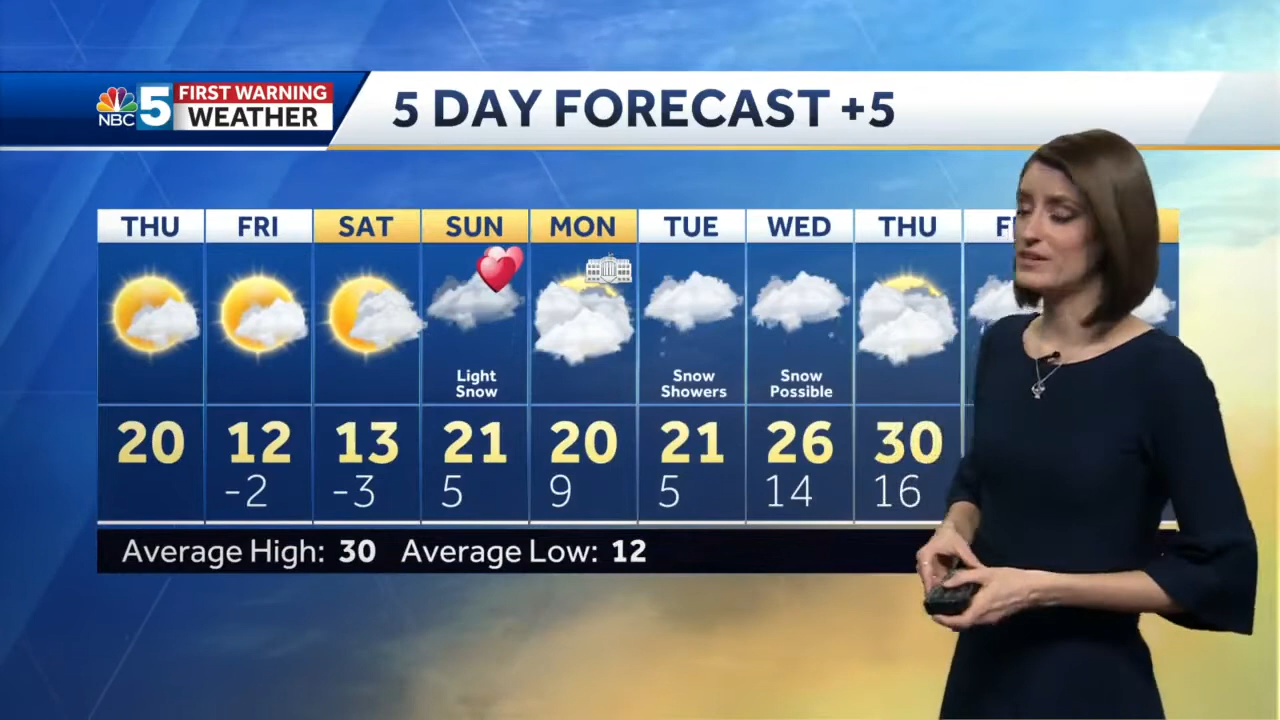 NBC 5 FIRST WARNING
WEATHER
5 DAY FORECAST +5
THU FRI SAT SUN MON TUE WED THU
Light Snow Snow
Snow Showers Possible
20 12 13 21 20 21 26 30
-2 -3 5 9 5 14 16
Average High: 30 Average Low: 12